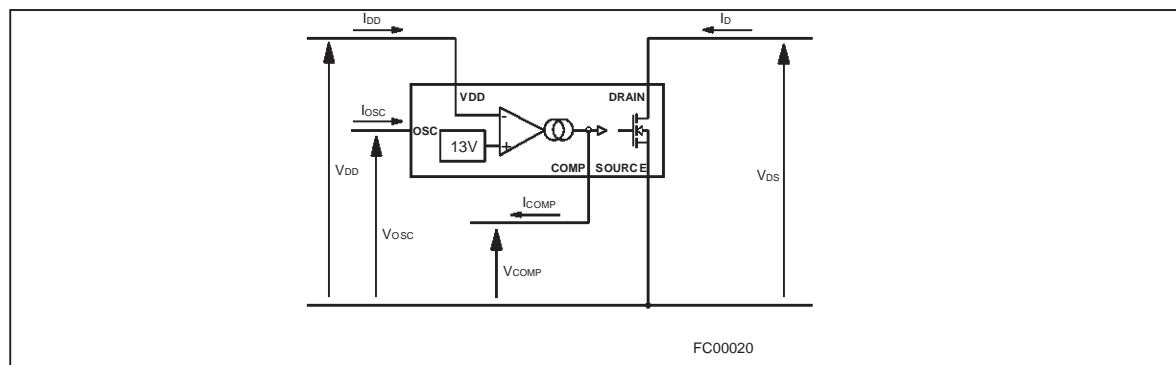 IDD ID
VDD DRAIN
IOSC
OSC
-
13V
+
COMP SOURCE
VDD
VDS
ICOMP
VOSC
VCOMP
FC00020